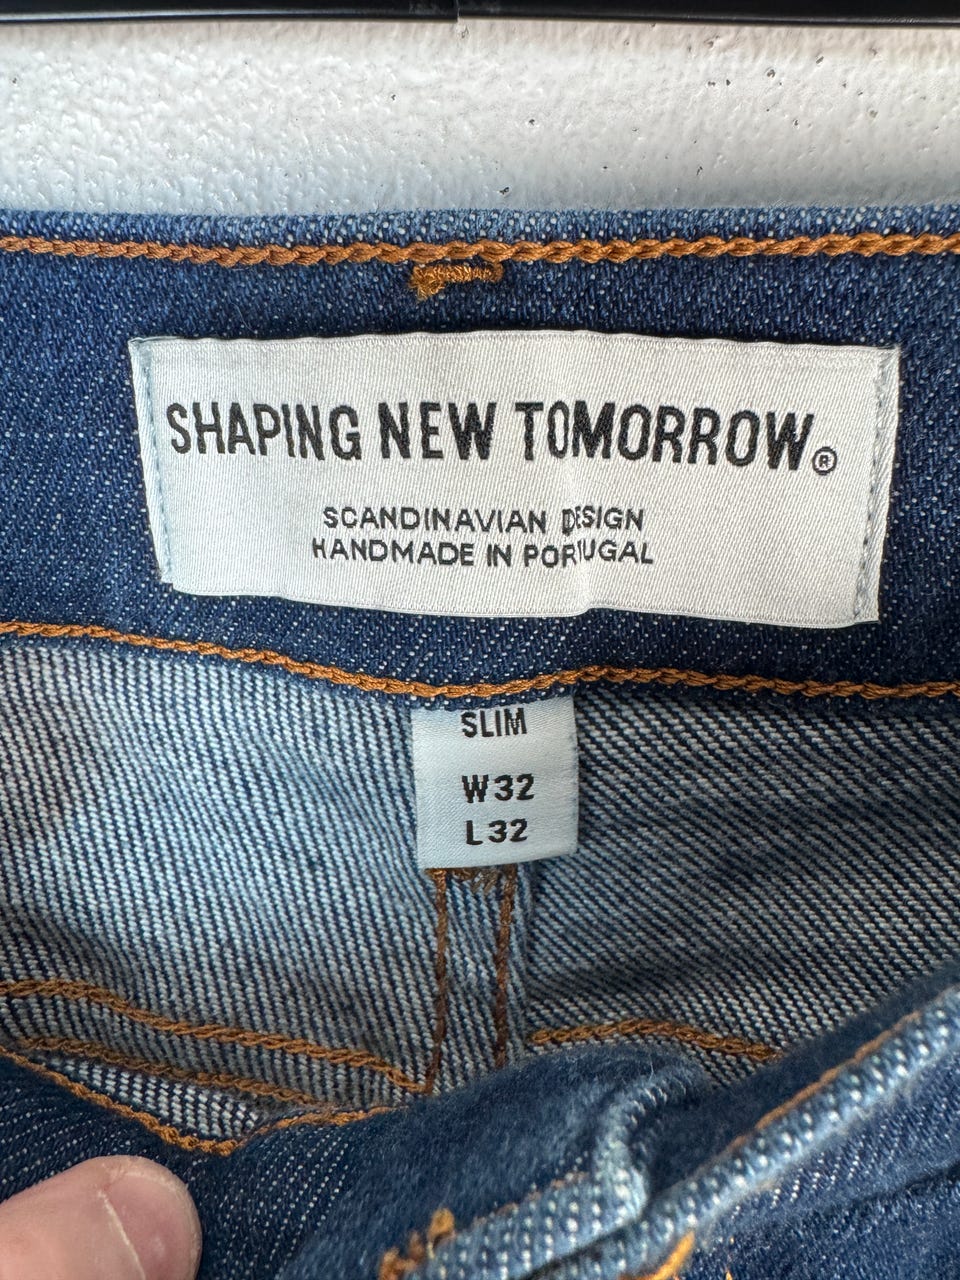 SHAPING NEW TOMORROW®
SCANDINAVIAN DESIGN
HANDMADE IN PORTUGAL
SLIM
W32
L32